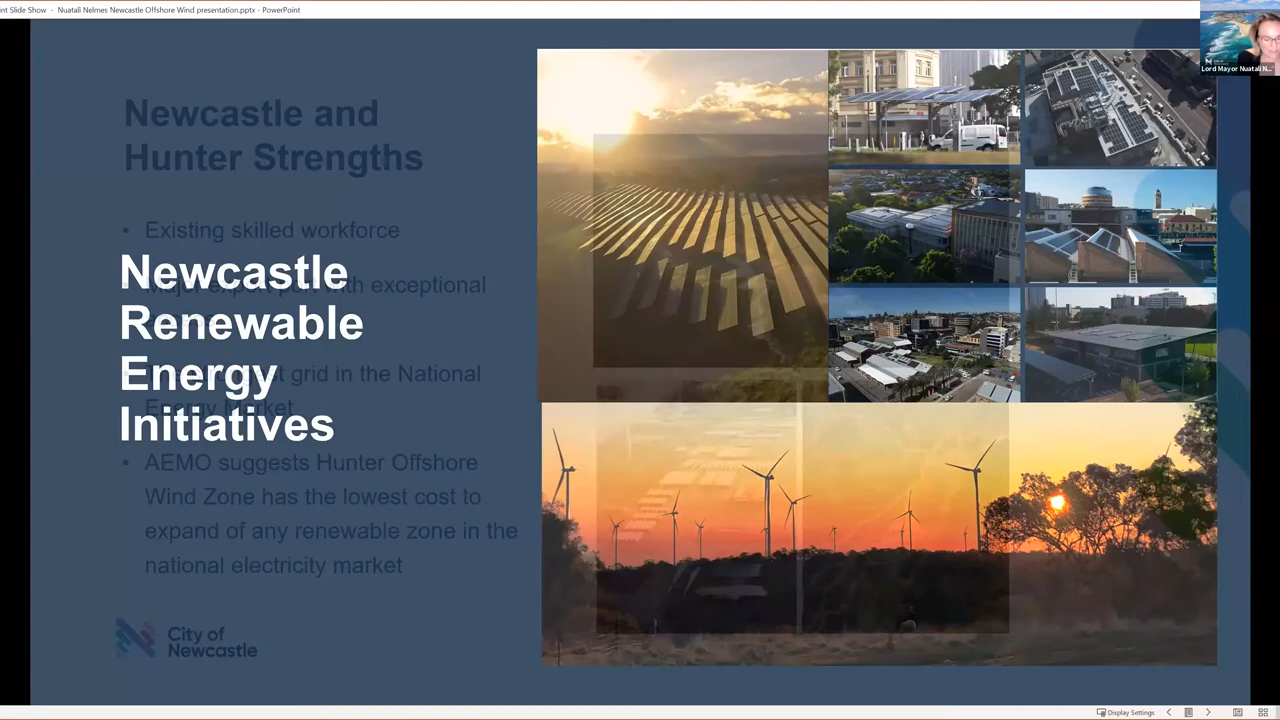 nt Slide Show - Nuatali Nelmes Newcastle Offshore Wind presentation.pptx - PowerPoint
Lord Mayor Nuatali N...
Newcastle and
Hunter Strengths
• Existing skilled workforce
Newcastle
with exceptional
Renewable
grid in the National
Energy
Energy Market
Initiatives
• AEMO suggests Hunter Offshore
Wind Zone has the lowest cost to
expand of any renewable zone in the
national electricity market
City of
Newcastle
Display Settings